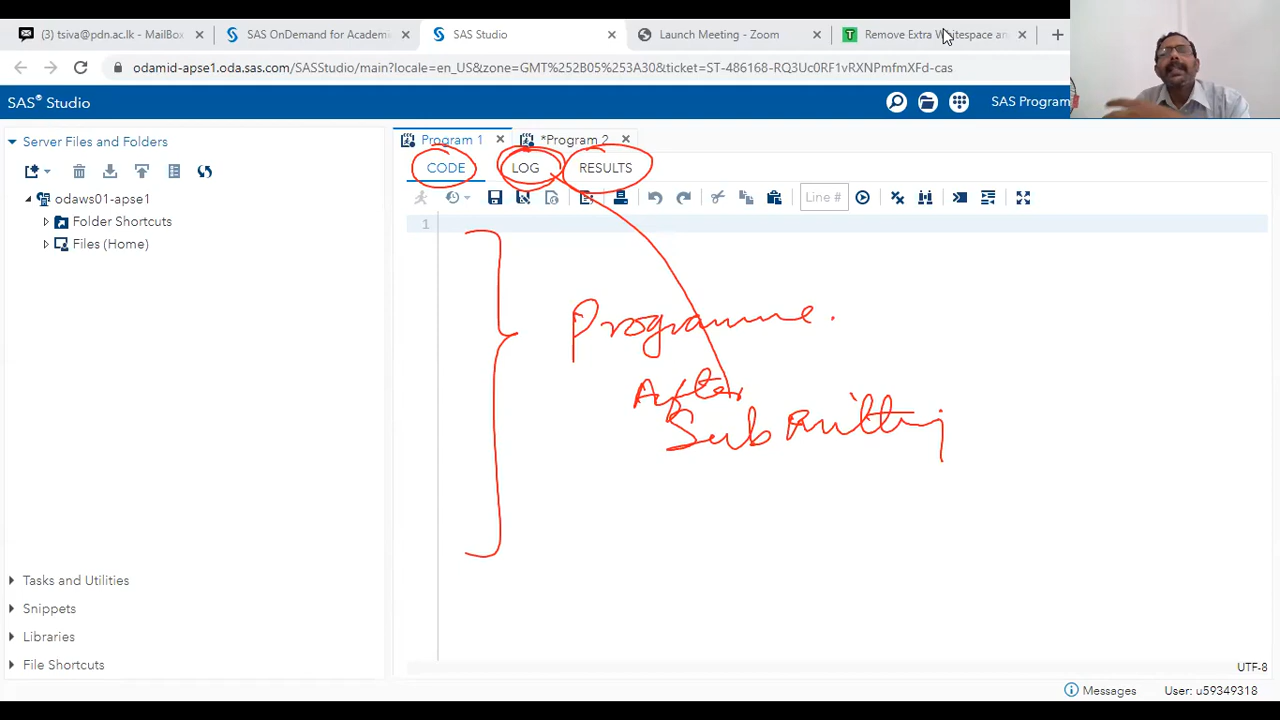 (3) tsiva@pdn.ac.lk - MailBox
SAS OnDemand for Academi
SAS Studio
Launch Meeting - Zoom
Remove Extra Whitespace an
odamid-apse1.oda.sas.com/SASStudio/main?locale=en_US&zone=GMT%252B05%253A30&ticket=ST-486168-RQ3Uc0RF1vRXNPmfmXFd-cas
SAS® Studio
SAS Program
Server Files and Folders
Program 1
*Program 2
CODE
LOG
RESULTS
Line #
odaws01-apse1
1
Folder Shortcuts
Files (Home)
Programme.
After
Submitting
Tasks and Utilities
Snippets
Libraries
File Shortcuts
UTF-8
Messages
User: u59349318